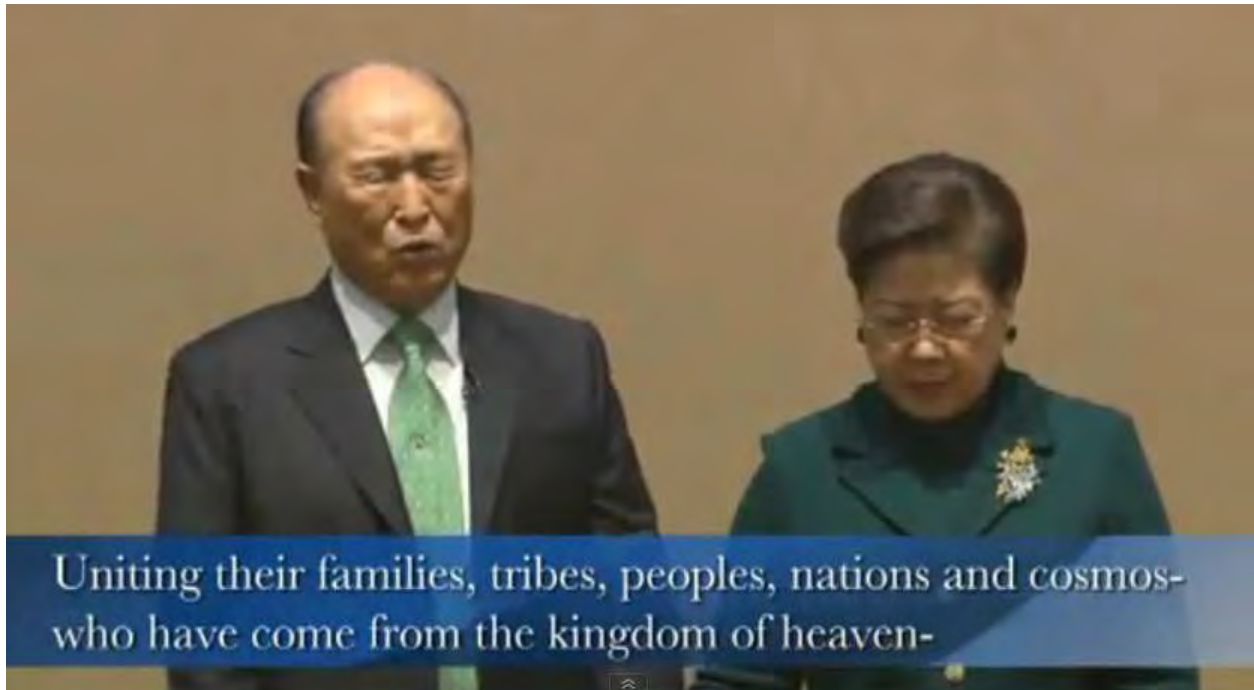 Uniting their families, tribes, peoples, nations and cosmos-
who have come from the kingdom of heaven-